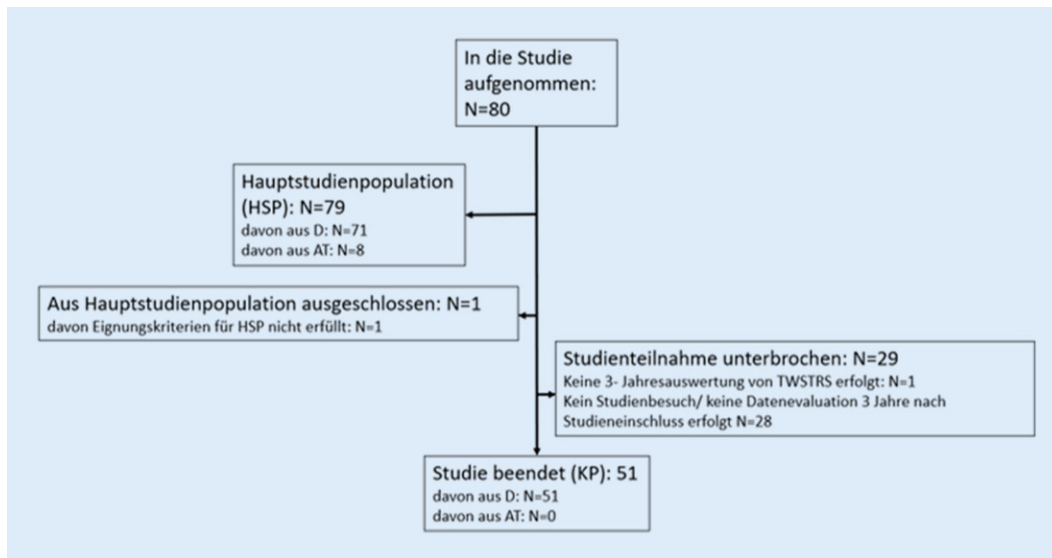 In die Studie
aufgenommen:
N=80
Hauptstudienpopulation
(HSP): N=79
davon aus D: N=71
davon aus AT: N=8
Aus Hauptstudienpopulation ausgeschlossen: N=1
davon Eignungskriterien für HSP nicht erfüllt: N=1
Studienteilnahme unterbrochen: N=29
Keine 3- Jahresauswertung von TWSTRS erfolgt: N=1
Kein Studienbesuch/ keine Datenevaluation 3 Jahre nach
Studieneinschluss erfolgt N=28
Studie beendet (KP): 51
davon aus D: N=51
davon aus AT: N=0